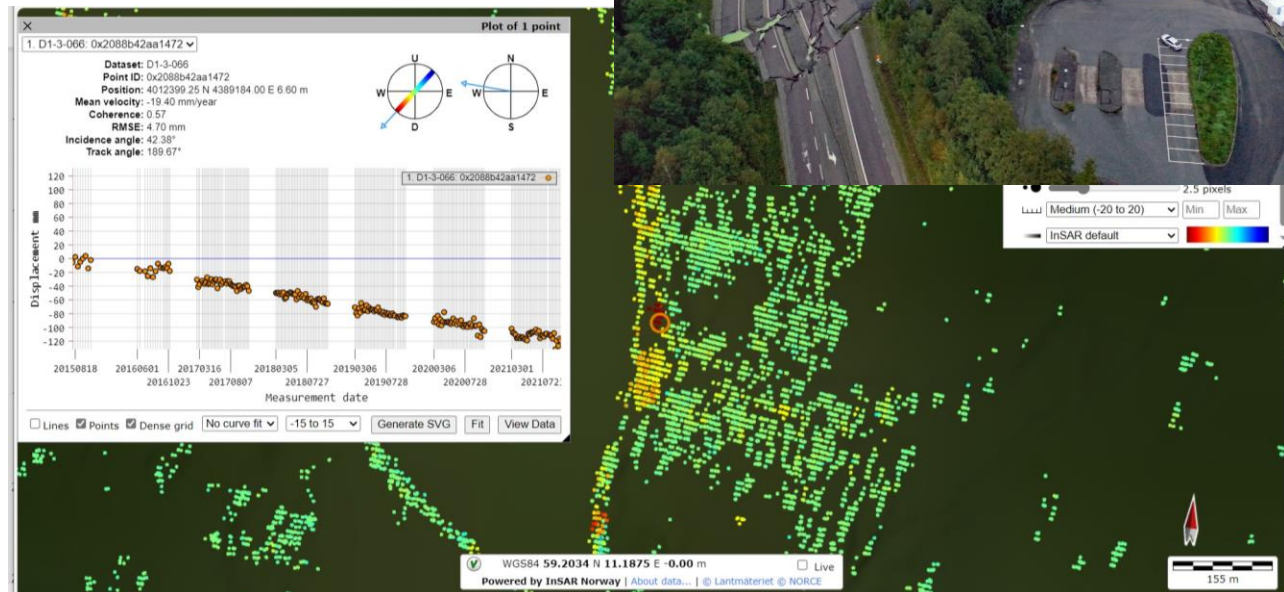 × Plot of 1 point
1. D1-3-066: 0x2088b42aa1472
Dataset: D1-3-066
Point ID: 0x2088b42aa1472
Position: 4012399.25 N 4389184.00 E 6.60 m
Mean velocity: -19.40 mm/year
Coherence: 0.57
RMSE: 4.70 mm
Incidence angle: 42.38°
Track angle: 189.67°
U
W E
D
N
W E
S
1. D1-3-066: 0x2088b42aa1472
Displacement mm
120
100
80
60
40
20
0
-20
-40
-60
-80
-100
-120
20150818 20160601 20170316 20180305 20190306 20200306 20210301
20161023 20170807 20180727 20190728 20200728 2021072
Measurement date
Lines Points Dense grid No curve fit -15 to 15 Generate SVG Fit View Data
2.5 pixels
Medium (-20 to 20) Min Max
InSAR default
WGS84 59.2034 N 11.1875 E -0.00 m Live
Powered by InSAR Norway | About data... | © Lantmäteriet © NORCE
155 m